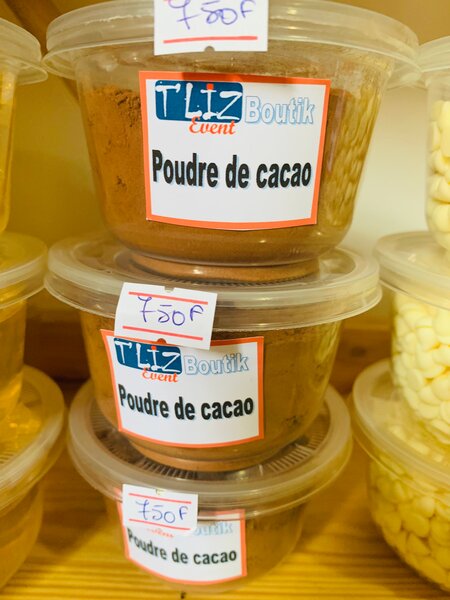 750F
T'LIZ Boutik
Event
Poudre de cacao
750F
T'LIZ Boutik
Event
Poudre de cacao
750F
Boutik
Poudre de cacao